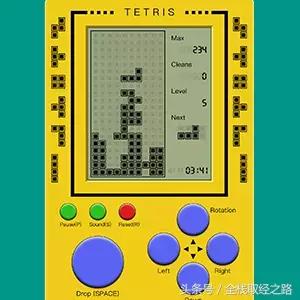 TETRIS
Max
234
Cleans
0
Level
5
Next
03:41
Pause(P)
Sound(S)
Reset(R)
Rotation
Left
Right
Drop (SPACE)
Down
头条号 / 全栈取经之路